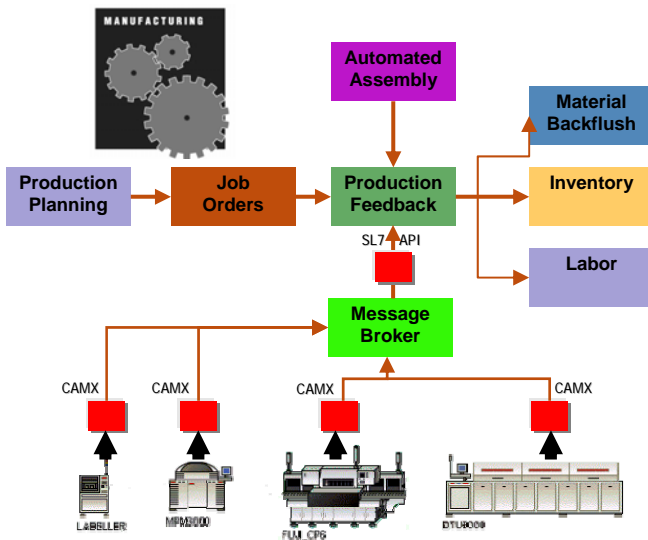 MANUFACTURING
Automated
Assembly
Material
Backflush
Production
Planning
Job
Orders
Production
Feedback
Inventory
SL7 API
Labor
Message
Broker
CAMX
CAMX
CAMX
CAMX
LABELLER
MPM3000
FUJI_CP6